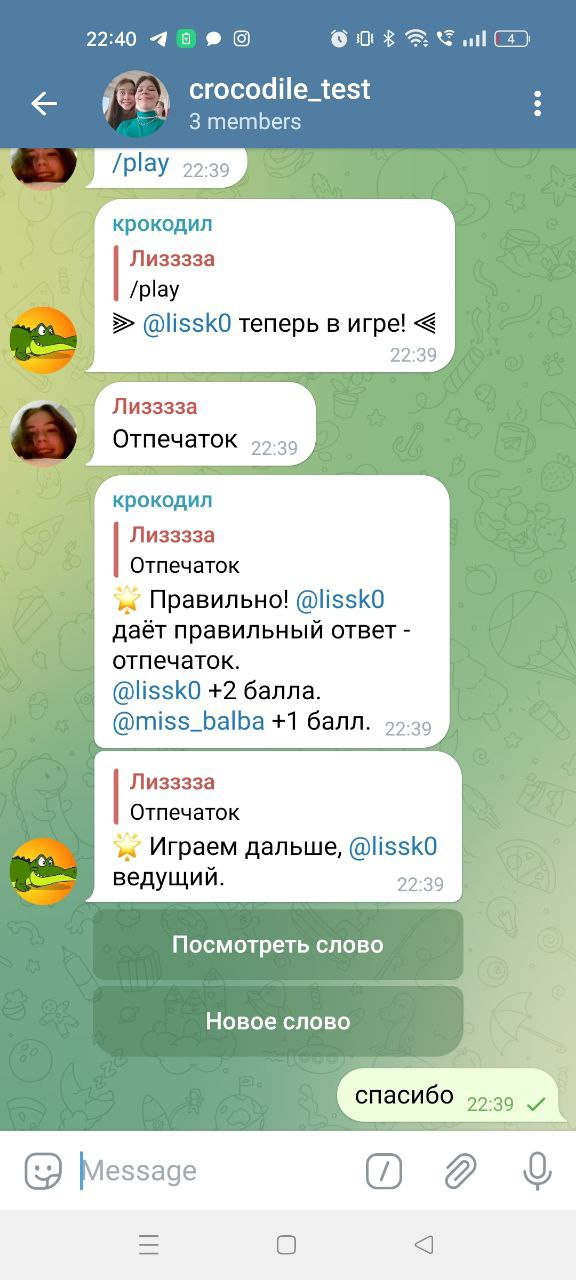 22:40
4
crocodile_test
3 members
/play 22:39
крокодил
Лизззза
/play
⫸ @lissk0 теперь в игре! ⫷
22:39
Лизззза
Отпечаток 22:39
крокодил
Лизззза
Отпечаток
🌟 Правильно! @lissk0
даёт правильный ответ -
отпечаток.
@lissk0 +2 балла.
@miss_balba +1 балл. 22:39
Лизззза
Отпечаток
🌟 Играем дальше, @lissk0
ведущий. 22:39
Посмотреть слово
Новое слово
спасибо 22:39
Message